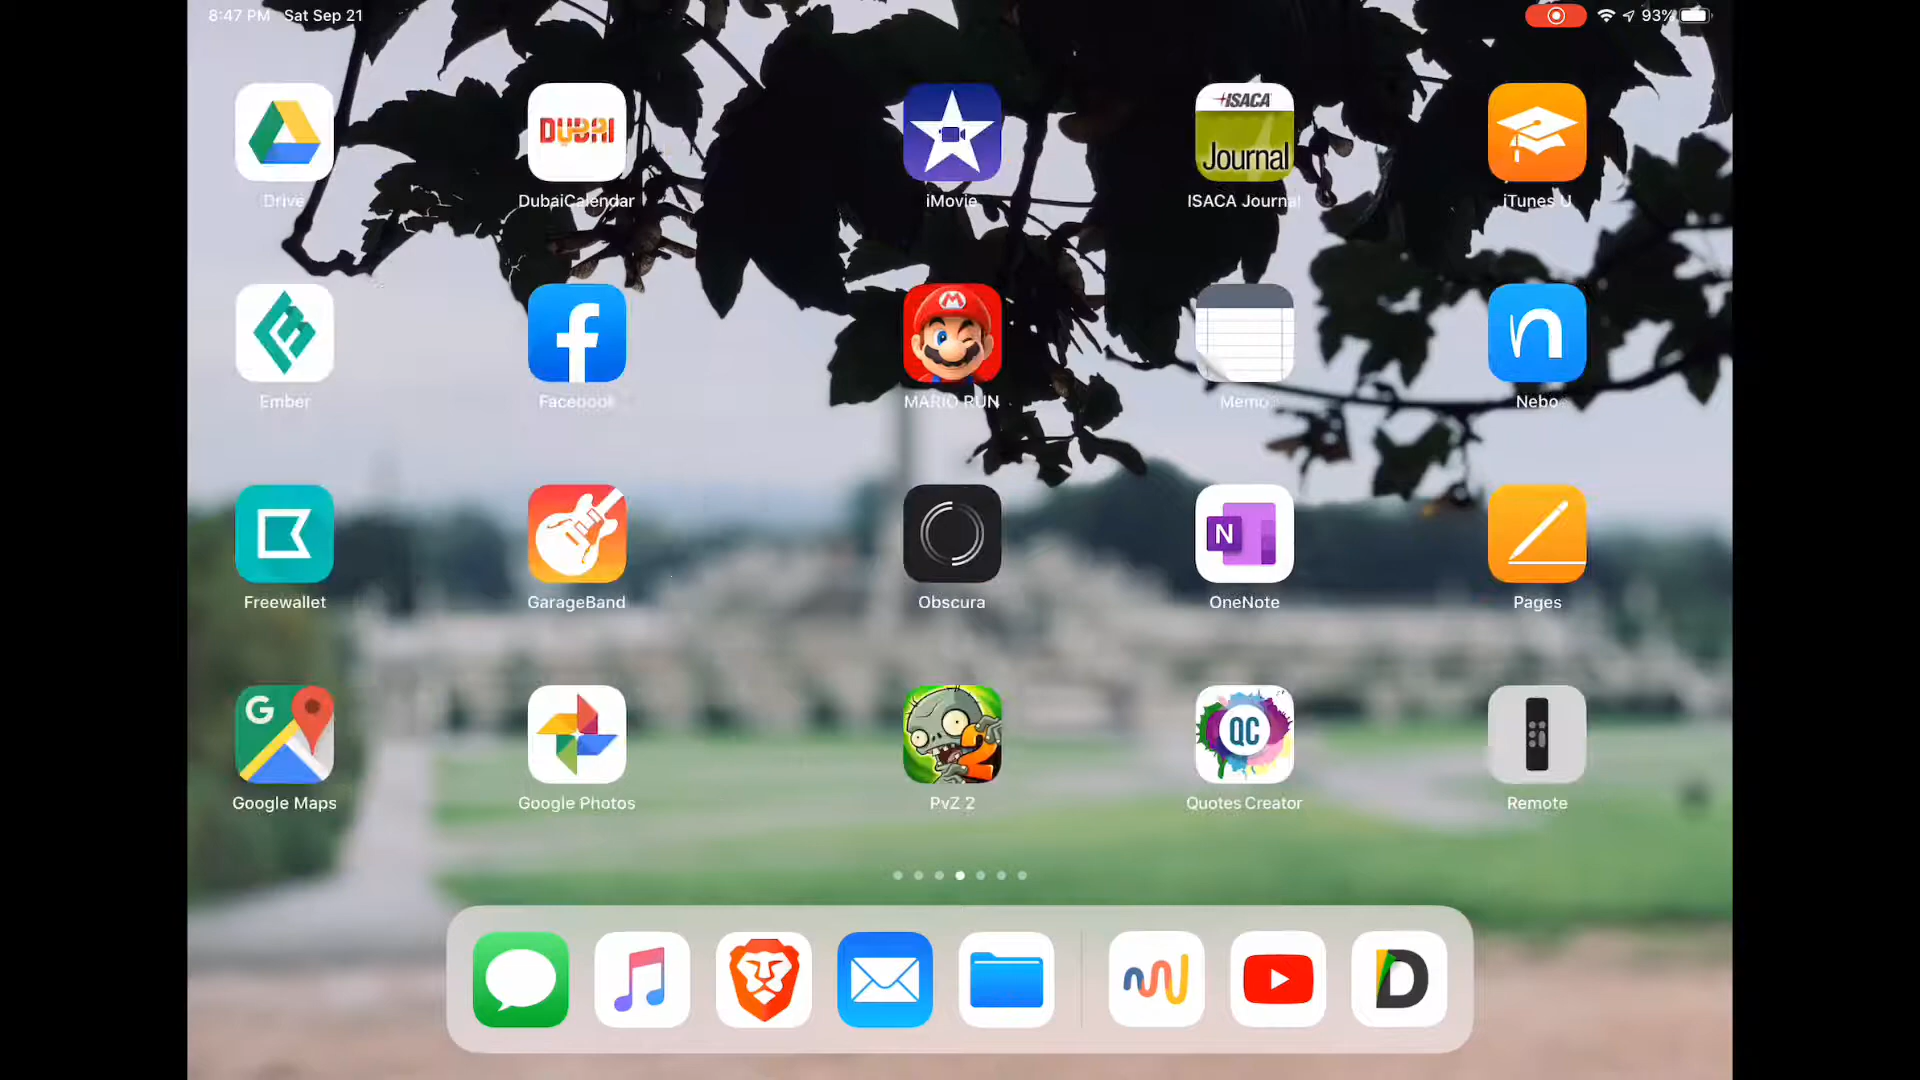 8:47 PM Sat Sep 21
93%
DUBAI
ISACA
Journal
Drive
DubaiCalendar
iMovie
ISACA Journal
iTunes U
M
n
Ember
Facebook
MARIO RUN
Memo
Nebo
N
Freewallet
GarageBand
Obscura
OneNote
Pages
G
2
QC
Google Maps
Google Photos
PvZ 2
Quotes Creator
Remote
D